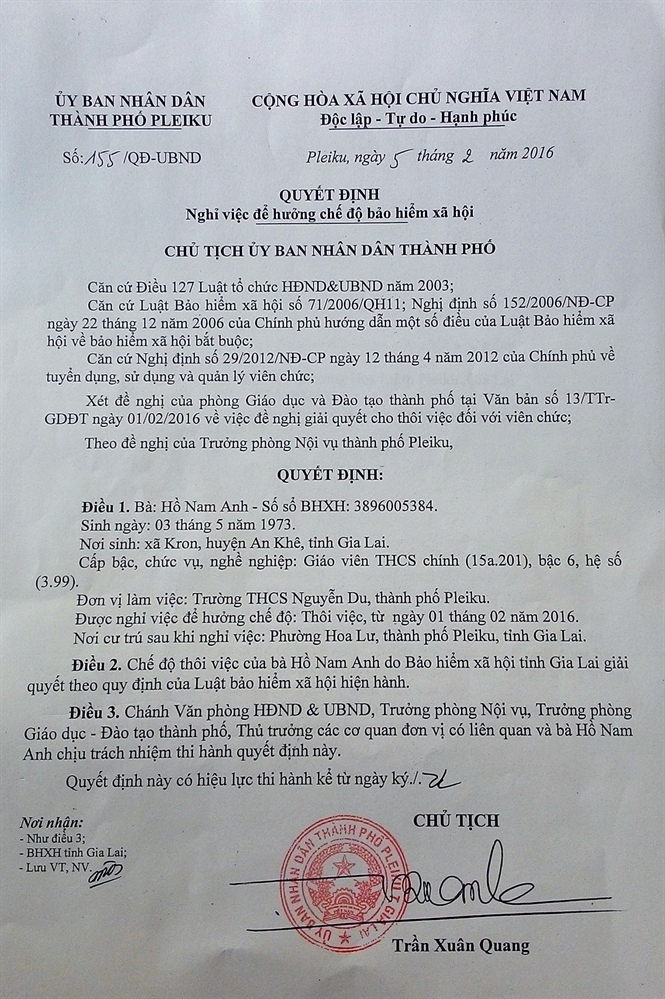 ỦY BAN NHÂN DÂN
THÀNH PHỐ PLEIKU
CỘNG HÒA XÃ HỘI CHỦ NGHĨA VIỆT NAM
Độc lập - Tự do - Hạnh phúc
Số: 155 /QĐ-UBND
Pleiku, ngày 5 tháng 2 năm 2016
QUYẾT ĐỊNH
Nghỉ việc để hưởng chế độ bảo hiểm xã hội
CHỦ TỊCH ỦY BAN NHÂN DÂN THÀNH PHỐ
Căn cứ Điều 127 Luật tổ chức HĐND&UBND năm 2003;
Căn cứ Luật Bảo hiểm xã hội số 71/2006/QH11; Nghị định số 152/2006/NĐ-CP
ngày 22 tháng 12 năm 2006 của Chính phủ hướng dẫn một số điều của Luật Bảo hiểm xã
hội về bảo hiểm xã hội bắt buộc;
Căn cứ Nghị định số 29/2012/NĐ-CP ngày 12 tháng 4 năm 2012 của Chính phủ về
tuyển dụng, sử dụng và quản lý viên chức;
Xét đề nghị của phòng Giáo dục và Đào tạo thành phố tại Văn bản số 13/TTr-
GDĐT ngày 01/02/2016 về việc đề nghị giải quyết cho thôi việc đối với viên chức;
Theo đề nghị của Trưởng phòng Nội vụ thành phố Pleiku,
QUYẾT ĐỊNH:
Điều 1. Bà: Hồ Nam Anh - Số sổ BHXH: 3896005384.
Sinh ngày: 03 tháng 5 năm 1973.
Nơi sinh: xã Kron, huyện An Khê, tỉnh Gia Lai.
Cấp bậc, chức vụ, nghề nghiệp: Giáo viên THCS chính (15a.201), bậc 6, hệ số
(3.99).
Đơn vị làm việc: Trường THCS Nguyễn Du, thành phố Pleiku.
Được nghỉ việc để hưởng chế độ: Thôi việc, từ ngày 01 tháng 02 năm 2016.
Nơi cư trú sau khi nghỉ việc: Phường Hoa Lư, thành phố Pleiku, tỉnh Gia Lai.
Điều 2. Chế độ thôi việc của bà Hồ Nam Anh do Bảo hiểm xã hội tỉnh Gia Lai giải
quyết theo quy định của Luật bảo hiểm xã hội hiện hành.
Điều 3. Chánh Văn phòng HĐND & UBND, Trưởng phòng Nội vụ, Trưởng phòng
Giáo dục - Đào tạo thành phố, Thủ trưởng các cơ quan đơn vị có liên quan và bà Hồ Nam
Anh chịu trách nhiệm thi hành quyết định này.
Quyết định này có hiệu lực thi hành kể từ ngày ký./.
Nơi nhận:
- Như điều 3;
- BHXH tỉnh Gia Lai;
- Lưu VT, NV.
CHỦ TỊCH
ỦY BAN NHÂN DÂN THÀNH PHỐ PLEIKU T. GIA LAI
Trần Xuân Quang